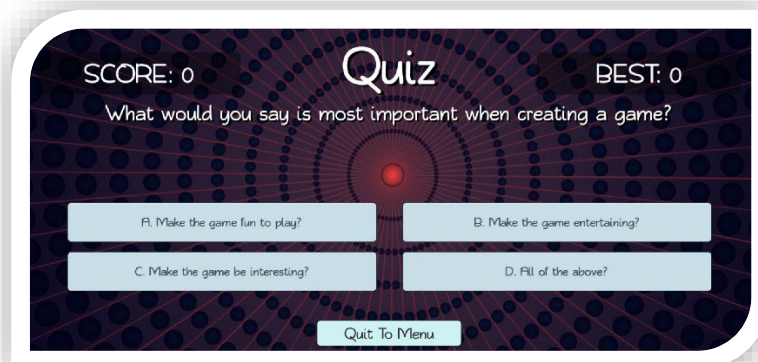 SCORE: 0
Quiz
BEST: 0
What would you say is most important when creating a game?
A. Make the game fun to play?
B. Make the game entertaining?
C. Make the game be interesting?
D. All of the above?
Quit To Menu